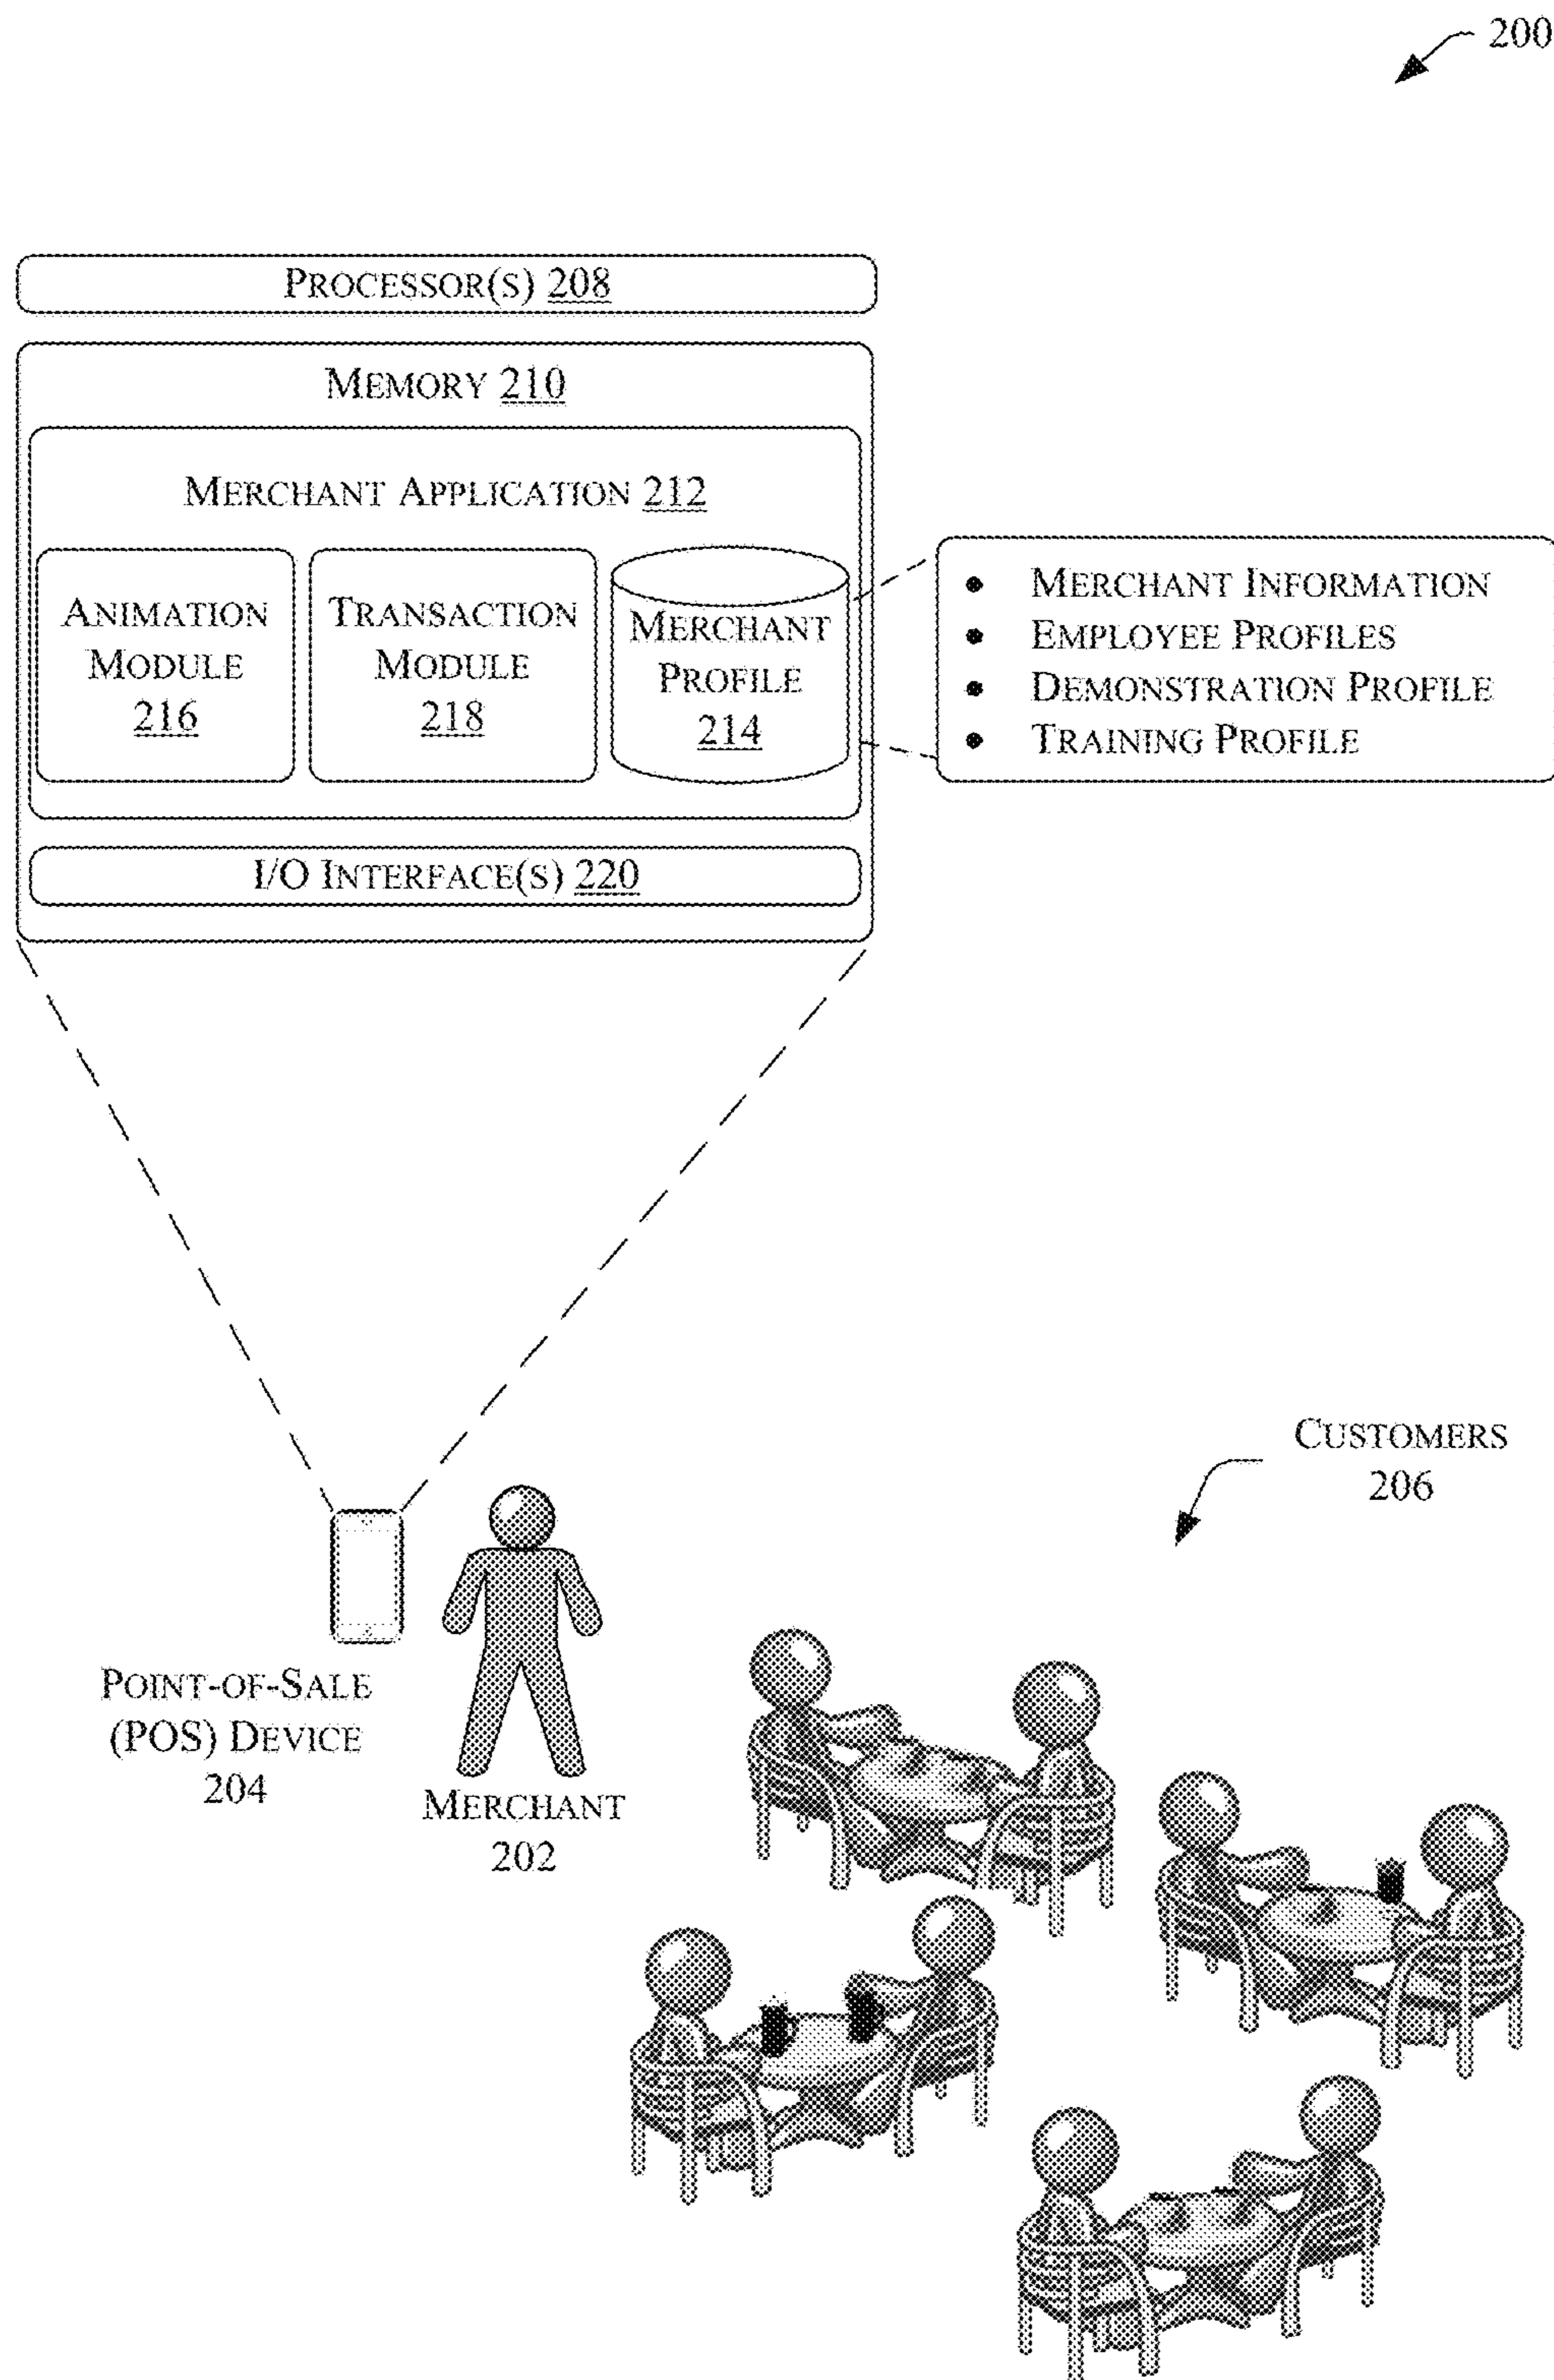 200
PROCESSOR(S) 208
MEMORY 210
MERCHANT APPLICATION 212
ANIMATION
MODULE
216
TRANSACTION
MODULE
218
MERCHANT
PROFILE
214
• MERCHANT INFORMATION
• EMPLOYEE PROFILES
• DEMONSTRATION PROFILE
• TRAINING PROFILE
I/O INTERFACE(S) 220
CUSTOMERS
206
POINT-OF-SALE
(POS) DEVICE
204
MERCHANT
202